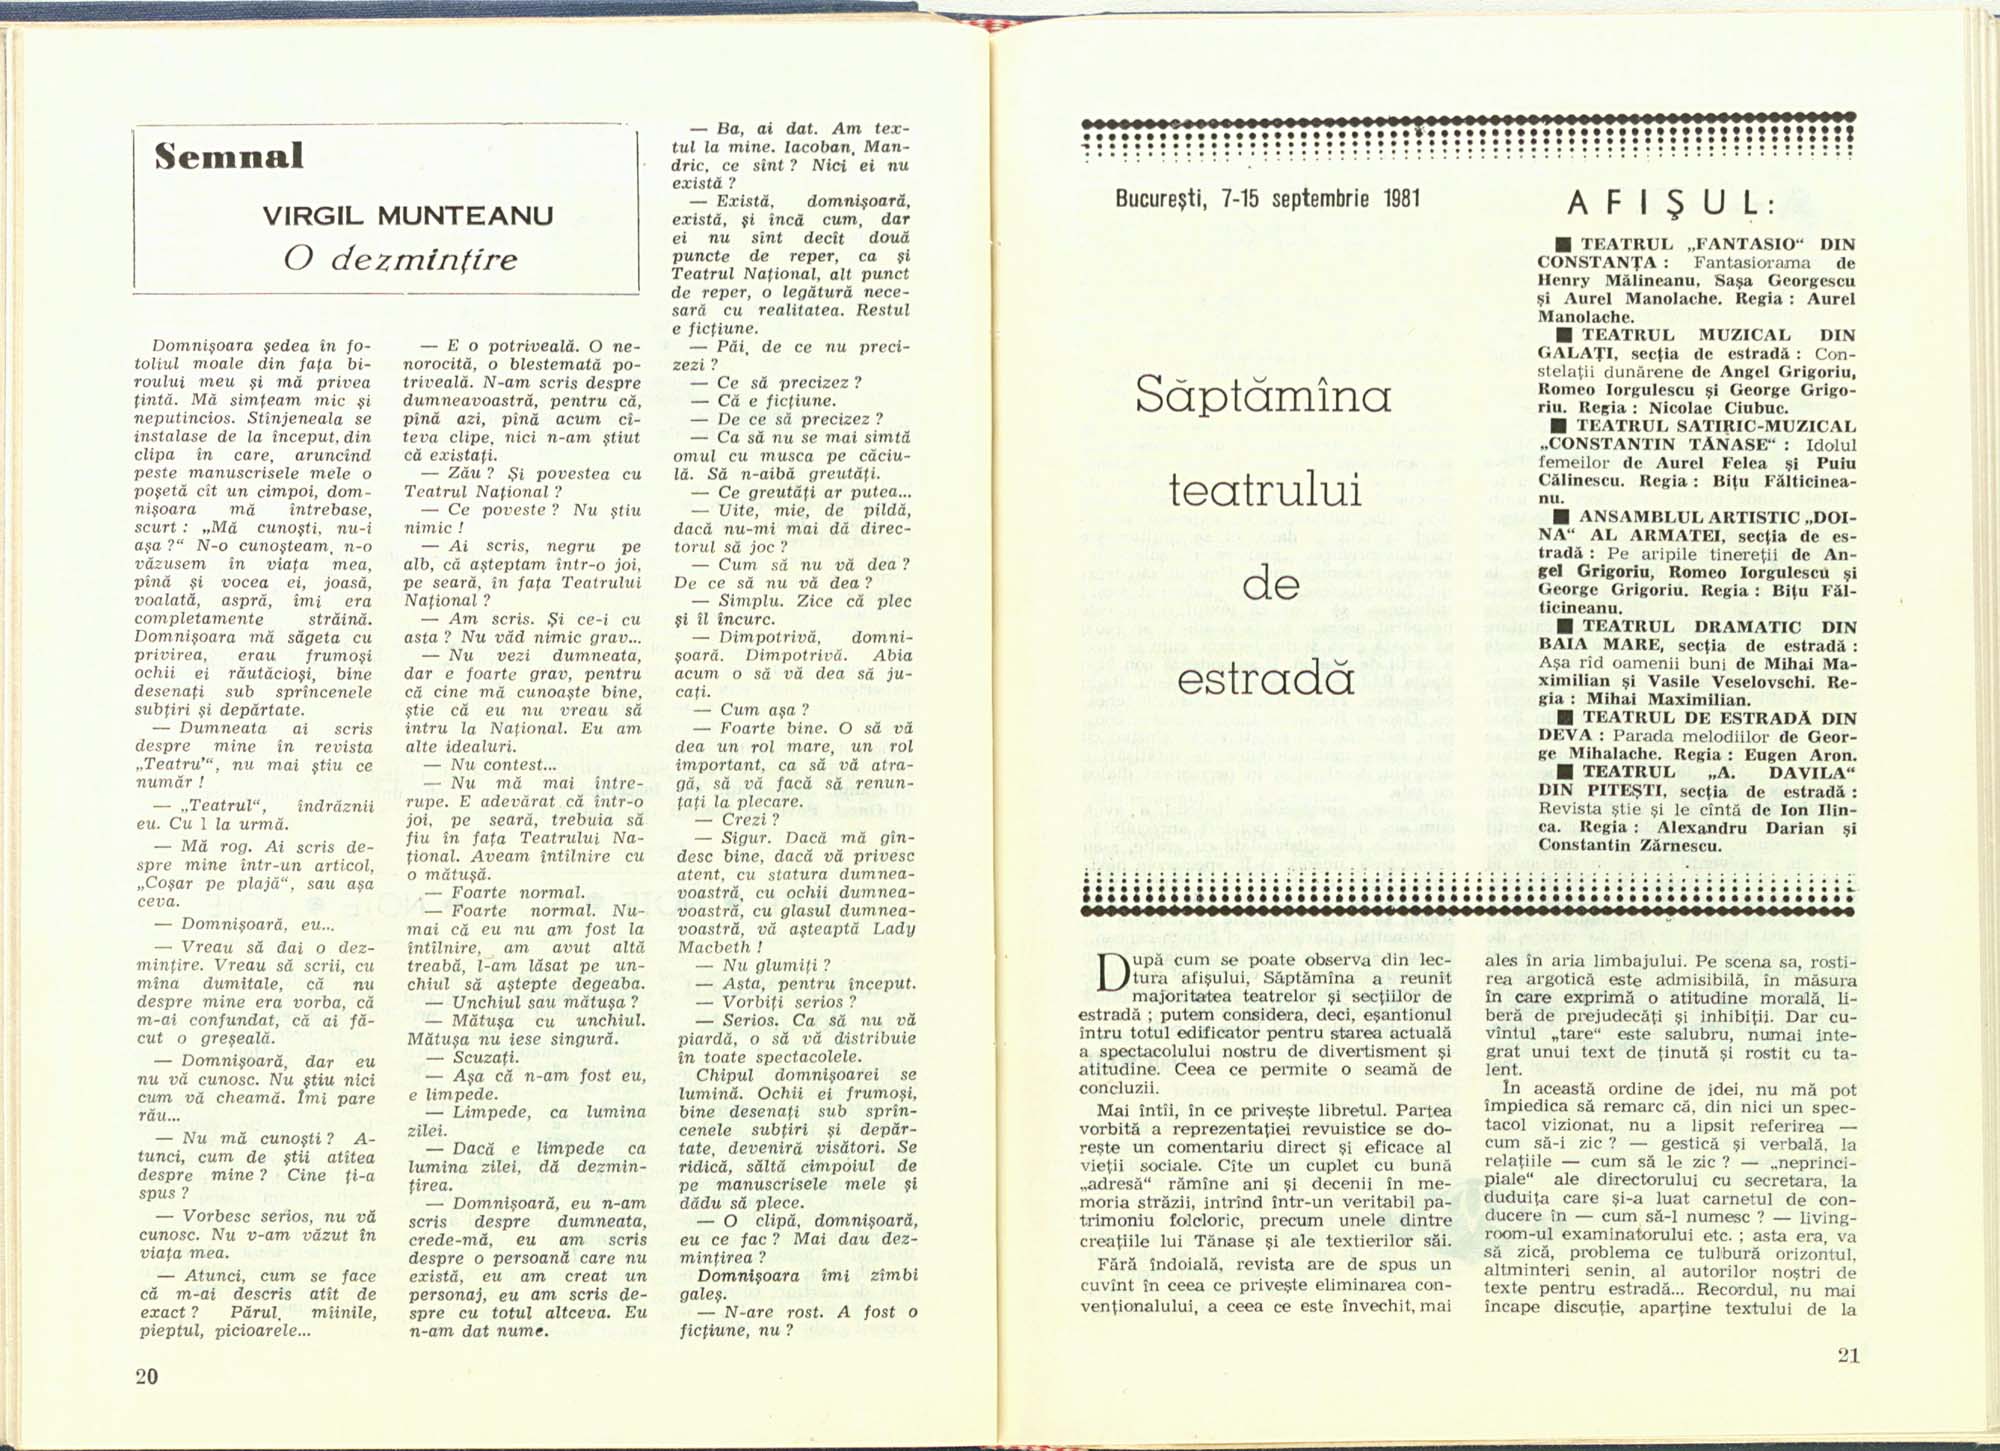 Semnal
VIRGIL MUNTEANU
O dezmințire
Domnișoara ședea în fo-
toliul moale din fața bi-
roului meu și mă privea
țintă. Mă simțeam mic și
neputincios. Stînjeneala se
instalase de la început, din
clipa în care, aruncînd
peste manuscrisele mele o
poșetă cît un cimpoi, dom-
nișoara mă întrebase,
scurt : „Mă cunoști, nu-i
așa ?“ N-o cunoșteam, n-o
văzusem în viața mea,
pînă și vocea ei, joasă,
voalată, aspră, îmi era
completamente străină.
Domnișoara mă săgeta cu
privirea, erau frumoși
ochii ei răutăcioși, bine
desenați sub sprîncenele
subțiri și depărtate.
— Dumneata ai scris
despre mine în revista
„Teatru’“, nu mai știu ce
număr !
— „Teatrul“, îndrăznii
eu. Cu l la urmă.
— Mă rog. Ai scris de-
spre mine într-un articol,
„Coșar pe plajă“, sau așa
ceva.
— Domnișoară, eu...
— Vreau să dai o dez-
mințire. Vreau să scrii, cu
mîna dumitale, că nu
despre mine era vorba, că
m-ai confundat, că ai fă-
cut o greșeală.
— Domnișoară, dar eu
nu vă cunosc. Nu știu nici
cum vă cheamă. Îmi pare
rău...
— Nu mă cunoști ? A-
tunci, cum de știi atîtea
despre mine ? Cine ți-a
spus ?
— Vorbesc serios, nu vă
cunosc. Nu v-am văzut în
viața mea.
— Atunci, cum se face
că m-ai descris atît de
exact ? Părul, mîinile,
pieptul, picioarele...
— E o potriveală. O ne-
norocită, o blestemată po-
triveală. N-am scris despre
dumneavoastră, pentru că,
pînă azi, pînă acum cî-
teva clipe, nici n-am știut
că existați.
— Zău ? Și povestea cu
Teatrul Național ?
— Ce poveste ? Nu știu
nimic !
— Ai scris, negru pe
alb, că așteptam într-o joi,
pe seară, în fața Teatrului
Național ?
— Am scris. Și ce-i cu
asta ? Nu văd nimic grav...
— Nu vezi dumneata,
dar e foarte grav, pentru
că cine mă cunoaște bine,
știe că eu nu vreau să
intru la Național. Eu am
alte idealuri.
— Nu contest...
— Nu mă mai între-
rupe. E adevărat că într-o
joi, pe seară, trebuia să
fiu în fața Teatrului Na-
țional. Aveam întîlnire cu
o mătușă.
— Foarte normal.
— Foarte normal. Nu-
mai că eu nu am fost la
întîlnire, am avut altă
treabă, l-am lăsat pe un-
chiul să aștepte degeaba.
— Unchiul sau mătușa ?
— Mătușa cu unchiul.
Mătușa nu iese singură.
— Scuzați.
— Așa că n-am fost eu,
e limpede.
— Limpede, ca lumina
zilei.
— Dacă e limpede ca
lumina zilei, dă dezmin-
țirea.
— Domnișoară, eu n-am
scris despre dumneata,
crede-mă, eu am scris
despre o persoană care nu
există, eu am creat un
personaj, eu am scris de-
spre cu totul altceva. Eu
n-am dat nume.
— Ba, ai dat. Am tex-
tul la mine. Iacoban, Man-
dric, ce sînt ? Nici ei nu
există ?
— Există, domnișoară,
există, și încă cum, dar
ei nu sînt decît două
puncte de reper, ca și
Teatrul Național, alt punct
de reper, o legătură nece-
sară cu realitatea. Restul
e ficțiune.
— Păi, de ce nu preci-
zezi ?
— Ce să precizez ?
— Că e ficțiune.
— De ce să precizez ?
— Ca să nu se mai simtă
omul cu musca pe căciu-
lă. Să n-aibă greutăți.
— Ce greutăți ar putea...
— Uite, mie, de pildă,
dacă nu-mi mai dă direc-
torul să joc ?
— Cum să nu vă dea ?
De ce să nu vă dea ?
— Simplu. Zice că plec
și îl încurc.
— Dimpotrivă, domni-
șoară. Dimpotrivă. Abia
acum o să vă dea să ju-
cați.
— Cum așa ?
— Foarte bine. O să vă
dea un rol mare, un rol
important, ca să vă atra-
gă, să vă facă să renun-
țați la plecare.
— Crezi ?
— Sigur. Dacă mă gîn-
desc bine, dacă vă privesc
atent, cu statura dumnea-
voastră, cu ochii dumnea-
voastră, cu glasul dumnea-
voastră, vă așteaptă Lady
Macbeth !
— Nu glumiți ?
— Asta, pentru început.
— Vorbiți serios ?
— Serios. Ca să nu vă
piardă, o să vă distribuie
în toate spectacolele.
Chipul domnișoarei se
lumină. Ochii ei frumoși,
bine desenați sub sprîn-
cenele subțiri și depăr-
tate, deveniră visători. Se
ridică, săltă cimpoiul de
pe manuscrisele mele și
dădu să plece.
— O clipă, domnișoară,
eu ce fac ? Mai dau dez-
mințirea ?
Domnișoara îmi zîmbi
galeș.
— N-are rost. A fost o
ficțiune, nu ?
20
București, 7-15 septembrie 1981
Săptămîna
teatrului
de
estradă
AFIȘUL:
■ TEATRUL „FANTASIO“ DIN
CONSTANȚA : Fantasiorama de
Henry Mălineanu, Sașa Georgescu
și Aurel Manolache. Regia : Aurel
Manolache.
■ TEATRUL MUZICAL DIN
GALAȚI, secția de estradă : Con-
stelații dunărene de Angel Grigoriu,
Romeo Iorgulescu și George Grigo-
riu. Regia : Nicolae Ciubuc.
■ TEATRUL SATIRIC-MUZICAL
„CONSTANTIN TĂNASE“ : Idolul
femeilor de Aurel Felea și Puiu
Călinescu. Regia : Bițu Fălticinea-
nu.
■ ANSAMBLUL ARTISTIC „DOI-
NA“ AL ARMATEI, secția de es-
tradă : Pe aripile tinereții de An-
gel Grigoriu, Romeo Iorgulescu și
George Grigoriu. Regia : Bițu Făl-
ticineanu.
■ TEATRUL DRAMATIC DIN
BAIA MARE, secția de estradă :
Așa rîd oamenii buni de Mihai Ma-
ximilian și Vasile Veselovschi. Re-
gia : Mihai Maximilian.
■ TEATRUL DE ESTRADĂ DIN
DEVA : Parada melodiilor de Geor-
ge Mihalache. Regia : Eugen Aron.
■ TEATRUL „A. DAVILA“
DIN PITEȘTI, secția de estradă :
Revista știe și le cîntă de Ion Ilin-
ca. Regia : Alexandru Darian și
Constantin Zărnescu.
După cum se poate observa din lec-
tura afișului, Săptămîna a reunit
majoritatea teatrelor și secțiilor de
estradă ; putem considera, deci, eșantionul
întru totul edificator pentru starea actuală
a spectacolului nostru de divertisment și
atitudine. Ceea ce permite o seamă de
concluzii.
Mai întîi, în ce privește libretul. Partea
vorbită a reprezentației revuistice se do-
rește un comentariu direct și eficace al
vieții sociale. Cîte un cuplet cu bună
„adresă“ rămîne ani și decenii în me-
moria străzii, intrînd într-un veritabil pa-
trimoniu folcloric, precum unele dintre
creațiile lui Tănase și ale textierilor săi.
Fără îndoială, revista are de spus un
cuvînt în ceea ce privește eliminarea con-
venționalului, a ceea ce este învechit, mai
ales în aria limbajului. Pe scena sa, rosti-
rea argotică este admisibilă, în măsura
în care exprimă o atitudine morală, li-
beră de prejudecăți și inhibiții. Dar cu-
vîntul „tare“ este salubru, numai inte-
grat unui text de ținută și rostit cu ta-
lent.
În această ordine de idei, nu mă pot
împiedica să remarc că, din nici un spec-
tacol vizionat, nu a lipsit referirea —
cum să-i zic ? — gestică și verbală, la
relațiile — cum să le zic ? — „neprinci-
piale“ ale directorului cu secretara, la
duduița care și-a luat carnetul de con-
ducere în — cum să-l numesc ? — living-
room-ul examinatorului etc. ; asta era, va
să zică, problema ce tulbură orizontul,
altminteri senin, al autorilor noștri de
texte pentru estradă... Recordul, nu mai
încape discuție, aparține textului de la
21